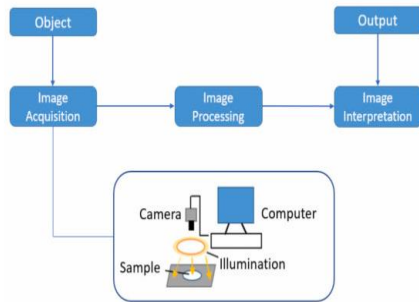 Object
Output
Image
Acquisition
Image
Processing
Image
Interpretation
Camera
Computer
Sample
Illumination